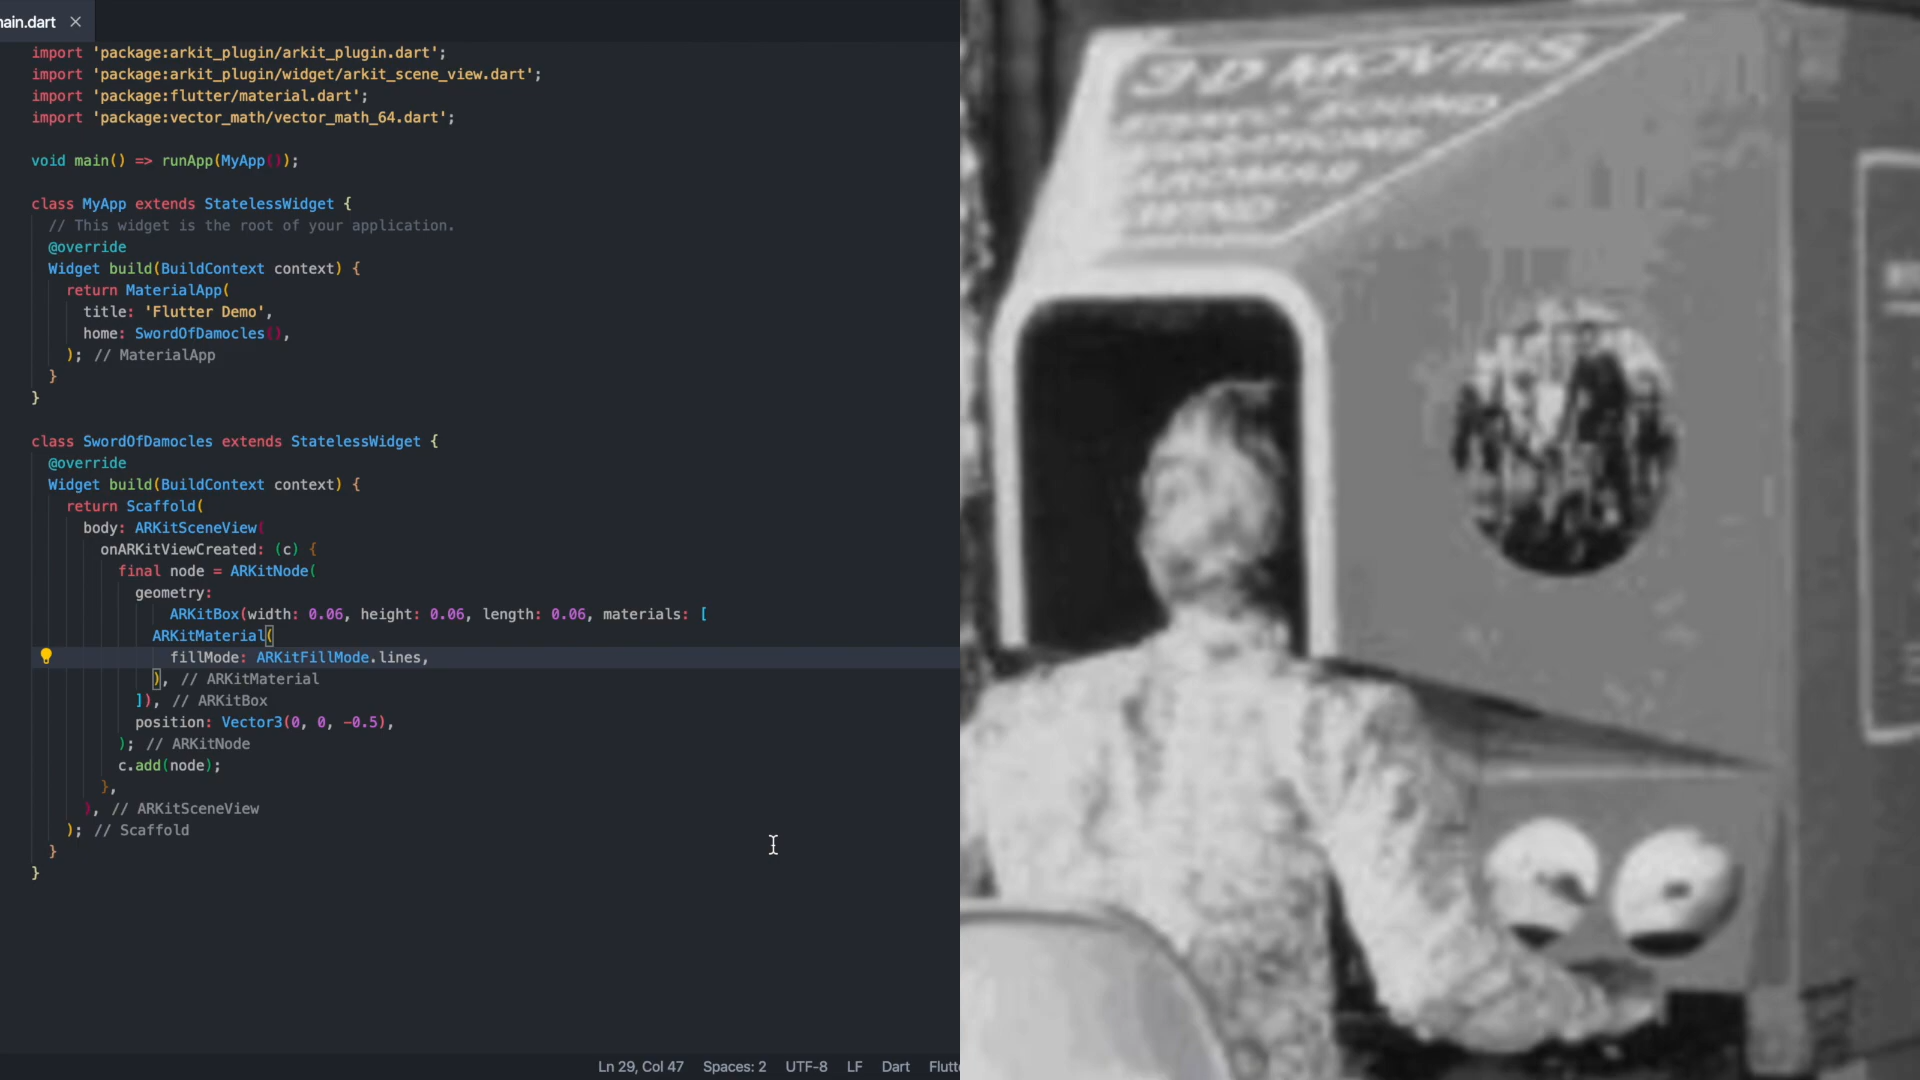 main.dart
import 'package:arkit_plugin/arkit_plugin.dart';
import 'package:arkit_plugin/widget/arkit_scene_view.dart';
import 'package:flutter/material.dart';
import 'package:vector_math/vector_math_64.dart';
void main() => runApp(MyApp());
class MyApp extends StatelessWidget {
// This widget is the root of your application.
@override
Widget build(BuildContext context) {
return MaterialApp(
title: 'Flutter Demo',
home: SwordOfDamocles(),
); // MaterialApp
}
}
class SwordOfDamocles extends StatelessWidget {
@override
Widget build(BuildContext context) {
return Scaffold(
body: ARKitSceneView(
onARKitViewCreated: (c) {
final node = ARKitNode(
geometry:
ARKitBox(width: 0.06, height: 0.06, length: 0.06, materials: [
ARKitMaterial(
fillMode: ARKitFillMode.lines,
), // ARKitMaterial
]), // ARKitBox
position: Vector3(0, 0, -0.5),
); // ARKitNode
c.add(node);
},
), // ARKitSceneView
); // Scaffold
}
}
Ln 29, Col 47 Spaces: 2 UTF-8 LF Dart Flutt
3-D MOVIES
WIND